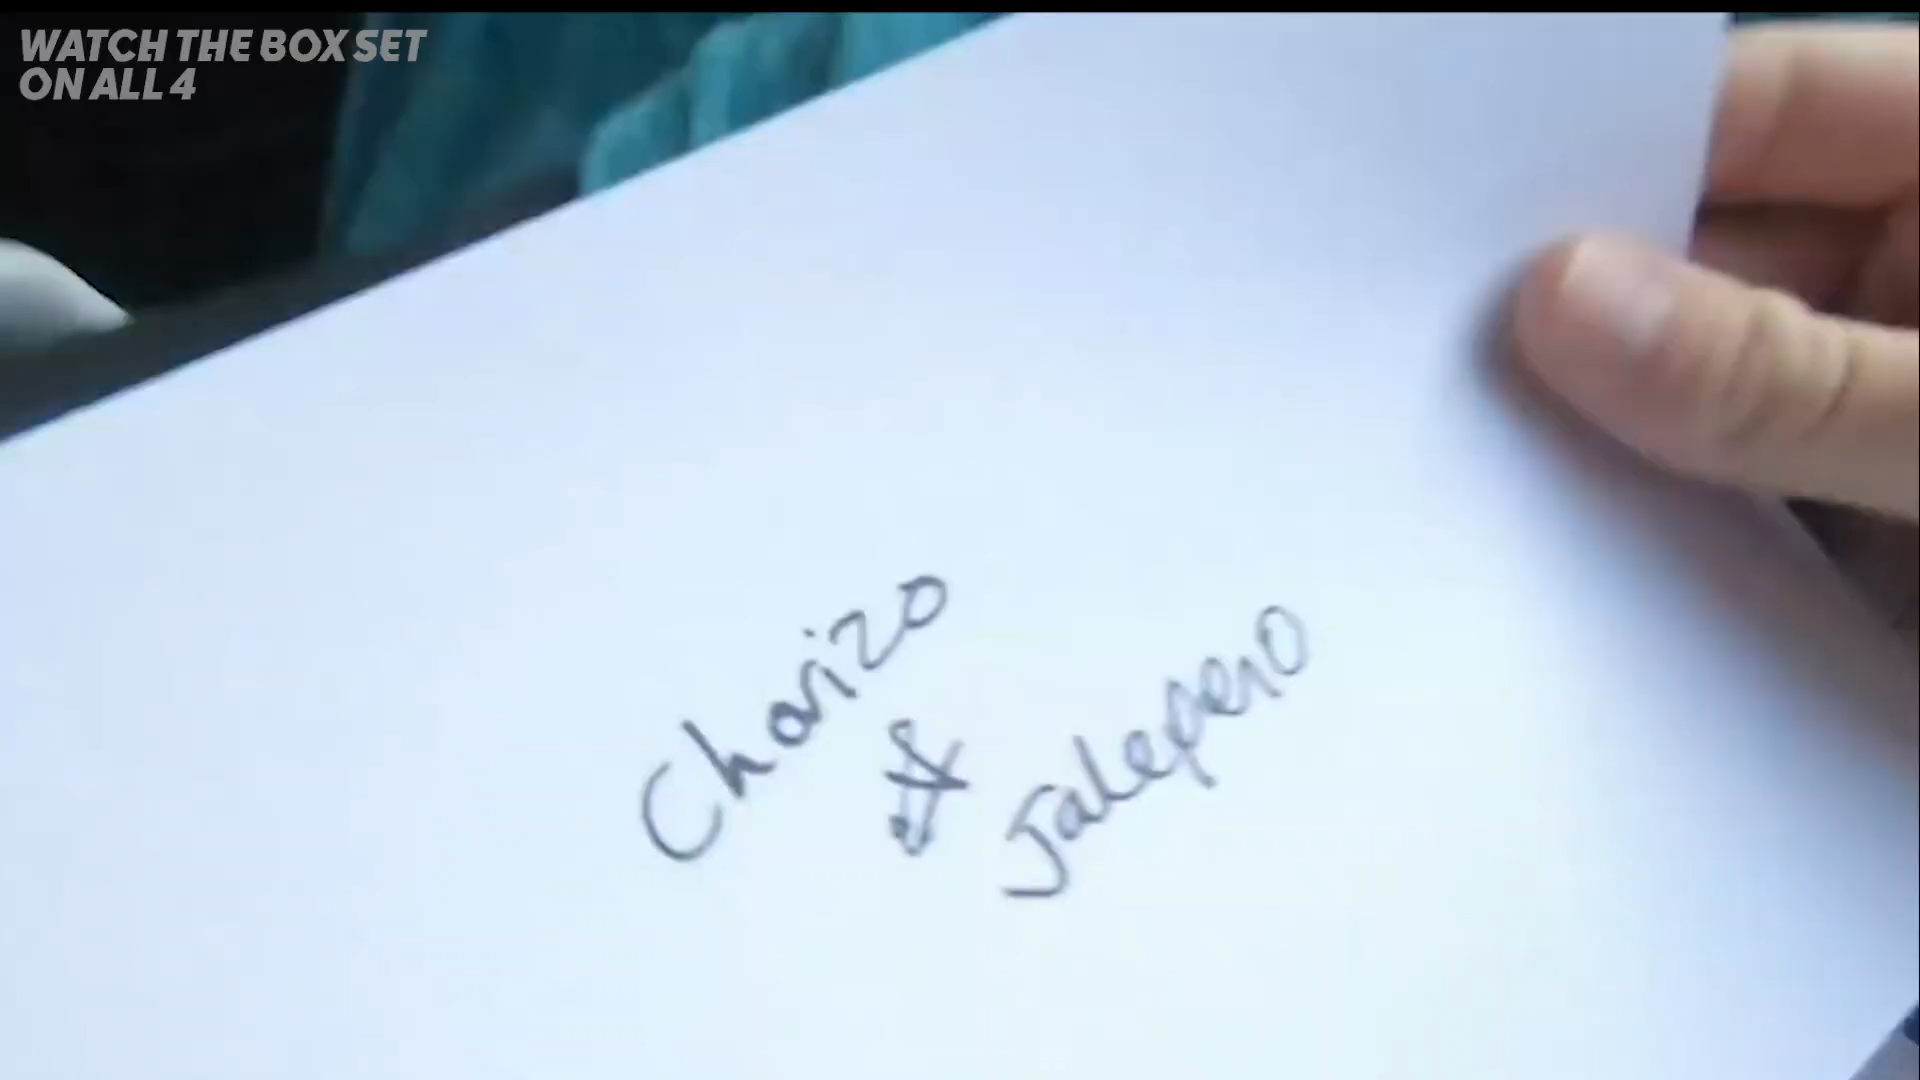 WATCH THE BOX SET
ON ALL 4
Chorizo
&
Jalepeno